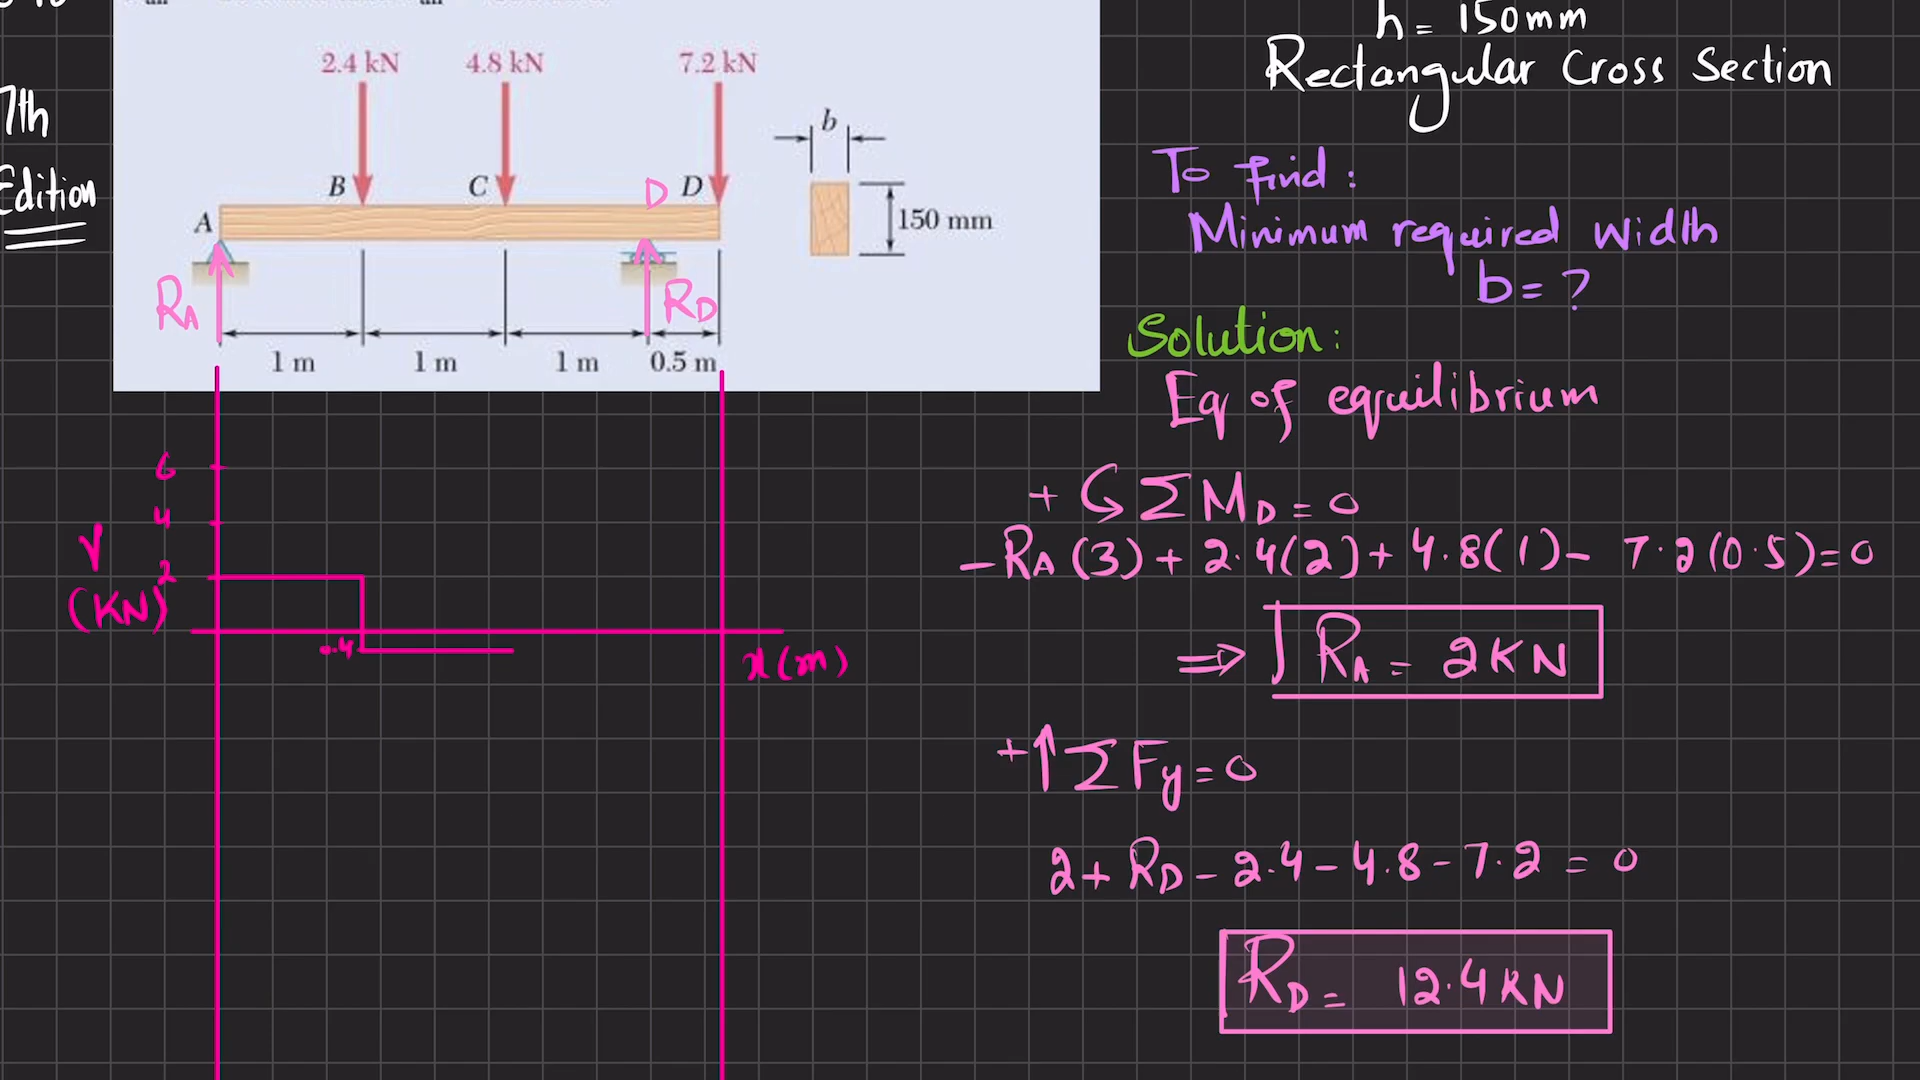 7th
Edition
2.4 kN 4.8 kN 7.2 kN
b
B C D D
A
150 mm
RA RD
1 m 1 m 1 m 0.5 m
6
4
V
2
(KN)
0.4
x(m)
h = 150mm
Rectangular Cross Section
To find:
Minimum required width
b = ?
Solution:
Eq of equilibrium
+ ↺ ΣMD = 0
- RA (3) + 2.4(2) + 4.8(1) - 7.2(0.5) = 0
⇒ RA = 2KN
+↑ ΣFy = 0
2 + RD - 2.4 - 4.8 - 7.2 = 0
RD = 12.4KN